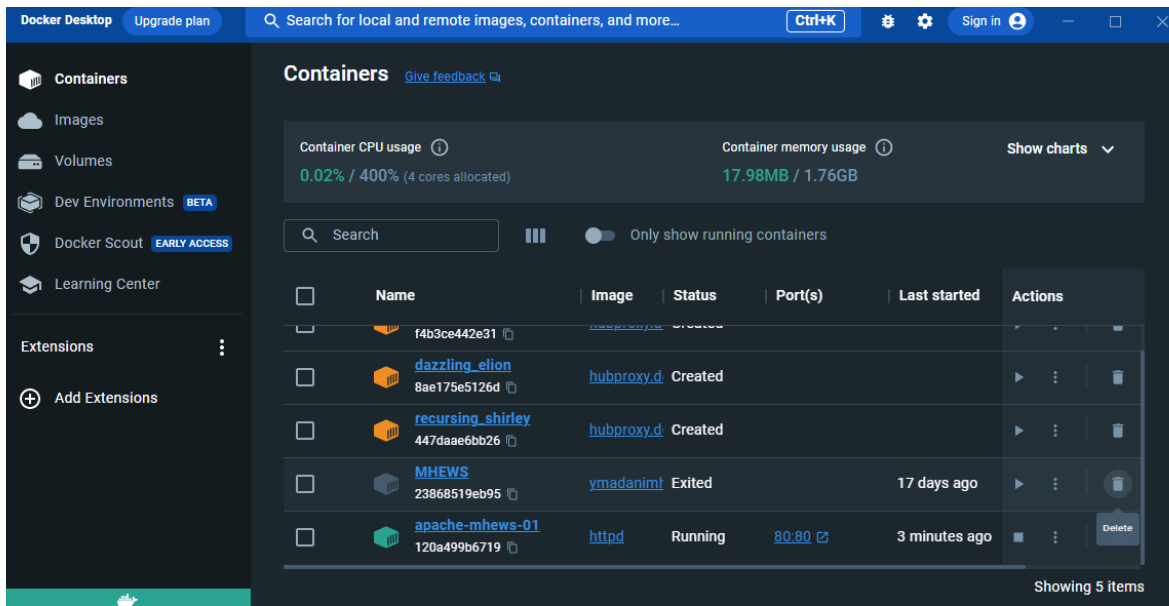 Docker Desktop Upgrade plan Search for local and remote images, containers, and more... Ctrl+K Sign in
Containers
Images
Volumes
Dev Environments BETA
Docker Scout EARLY ACCESS
Learning Center
Extensions
Add Extensions
Containers Give feedback
Container CPU usage
0.02% / 400% (4 cores allocated)
Container memory usage
17.98MB / 1.76GB
Show charts
Search
Only show running containers
Name Image Status Port(s) Last started Actions
f4b3ce442e31 hubproxy.d Created
dazzling_elion
8ae175e5126d
hubproxy.d Created
recursing_shirley
447daae6bb26
hubproxy.d Created
MHEWS
23868519eb95
ymadanimh Exited 17 days ago
Delete
apache-mhews-01
120a499b6719
httpd Running 80:80 3 minutes ago
Showing 5 items